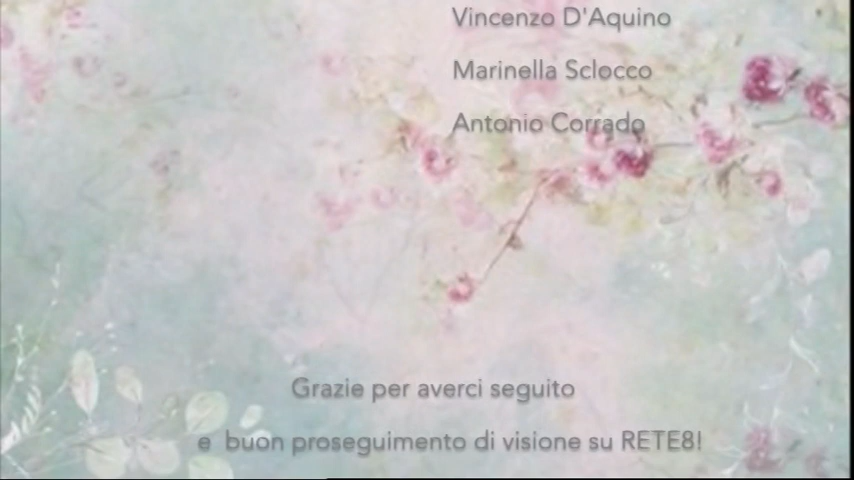 Vincenzo D'Aquino
Marinella Sclocco
Antonio Corrado
Grazie per averci seguito
e buon proseguimento di visione su RETE8!